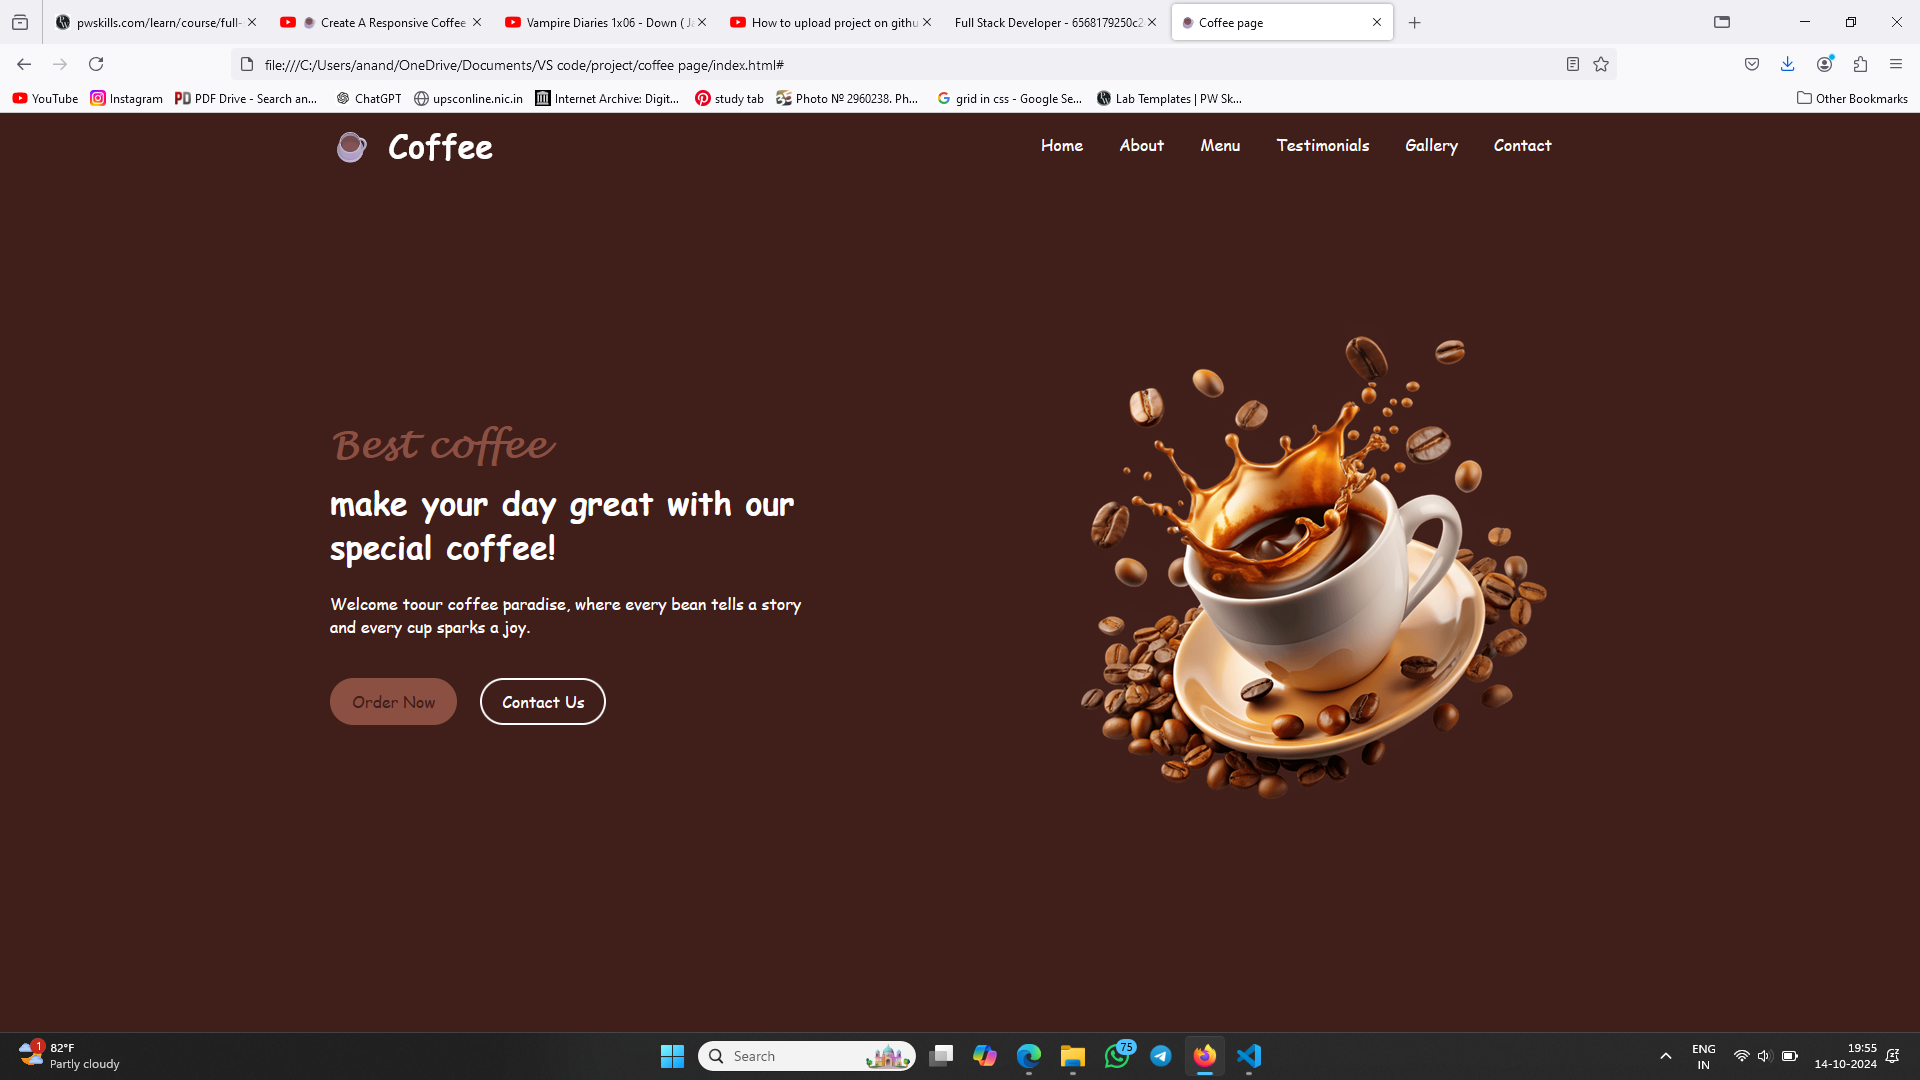 pwskills.com/learn/course/full-
Create A Responsive Coffee
Vampire Diaries 1x06 - Down ( Ja
How to upload project on githu
Full Stack Developer - 6568179250c2
Coffee page
file:///C:/Users/anand/OneDrive/Documents/VS code/project/coffee page/index.html#
YouTube
Instagram
PDF Drive - Search an...
ChatGPT
upsconline.nic.in
Internet Archive: Digit...
study tab
Photo № 2960238. Ph...
grid in css - Google Se...
Lab Templates | PW Sk...
Other Bookmarks
Coffee
Home
About
Menu
Testimonials
Gallery
Contact
Best coffee
make your day great with our
special coffee!
Welcome toour coffee paradise, where every bean tells a story
and every cup sparks a joy.
Order Now
Contact Us
1
82°F
Partly cloudy
Search
75
ENG
IN
19:55
14-10-2024